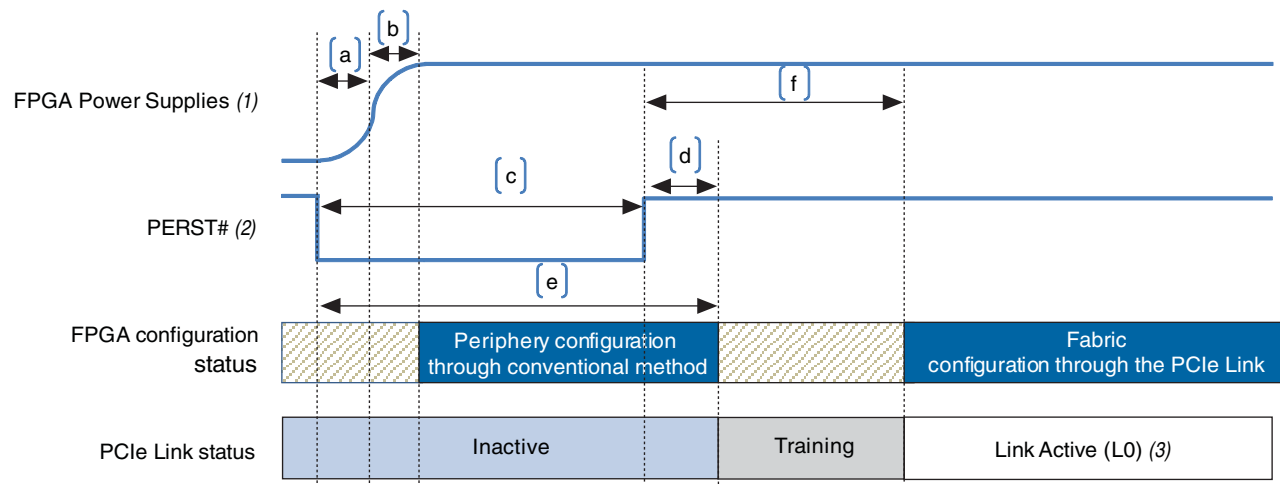 [b]
[a]
FPGA Power Supplies (1)
[f]
[d]
[c]
PERST# (2)
[e]
FPGA configuration
status
Periphery configuration
through conventional method
Fabric
configuration through the PCIe Link
PCIe Link status
Inactive
Training
Link Active (L0) (3)